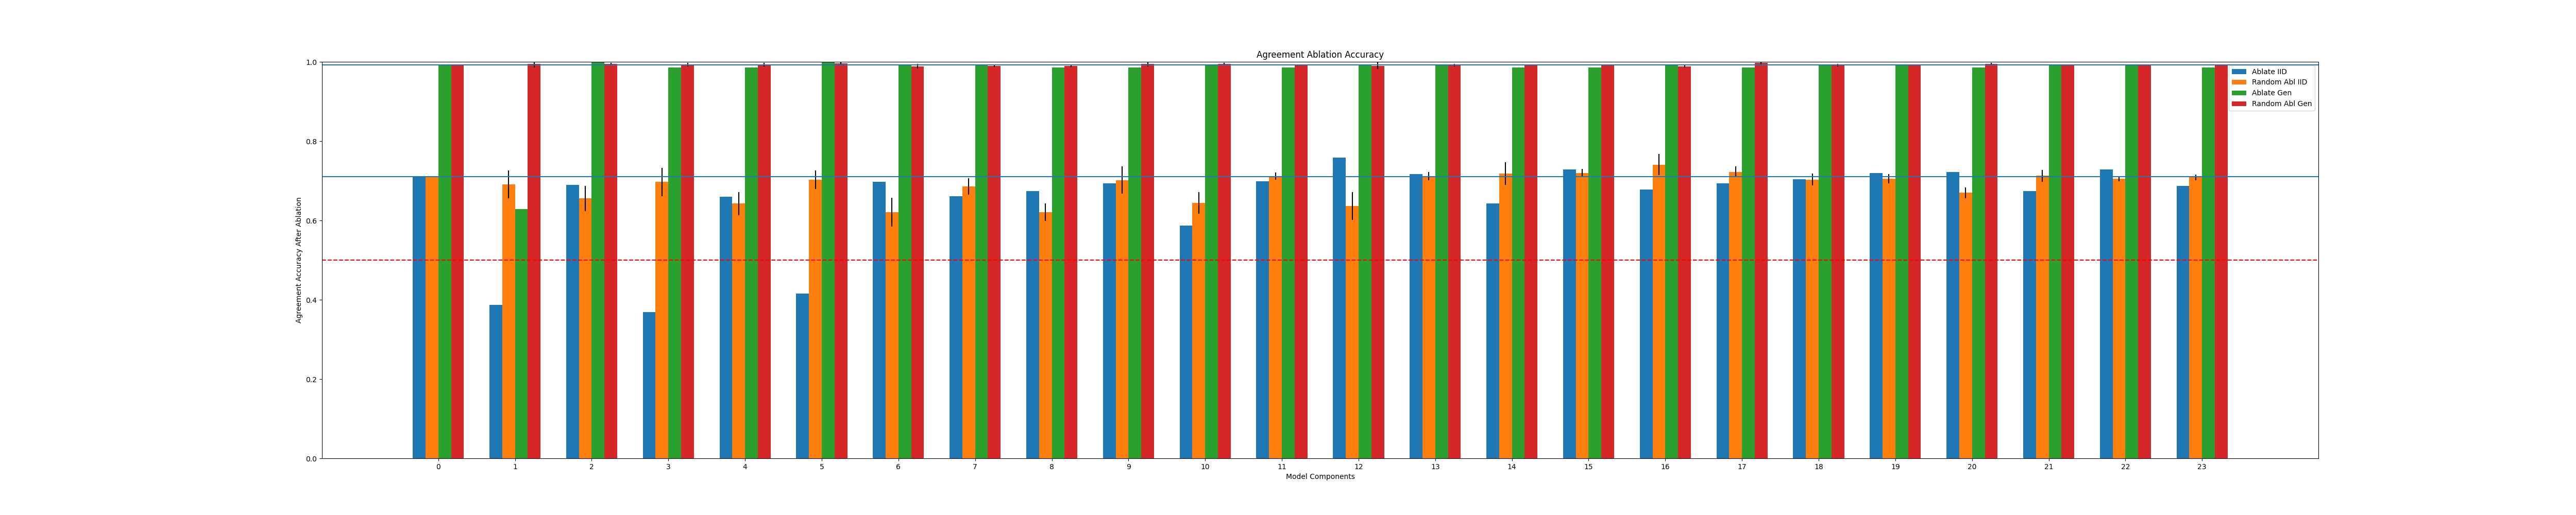 Agreement Ablation Accuracy
Agreement Accuracy After Ablation
1.0
0.8
0.6
0.4
0.2
0.0
Ablate IID
Random Abl IID
Ablate Gen
Random Abl Gen
0 1 2 3 4 5 6 7 8 9 10 11 12 13 14 15 16 17 18 19 20 21 22 23
Model Components